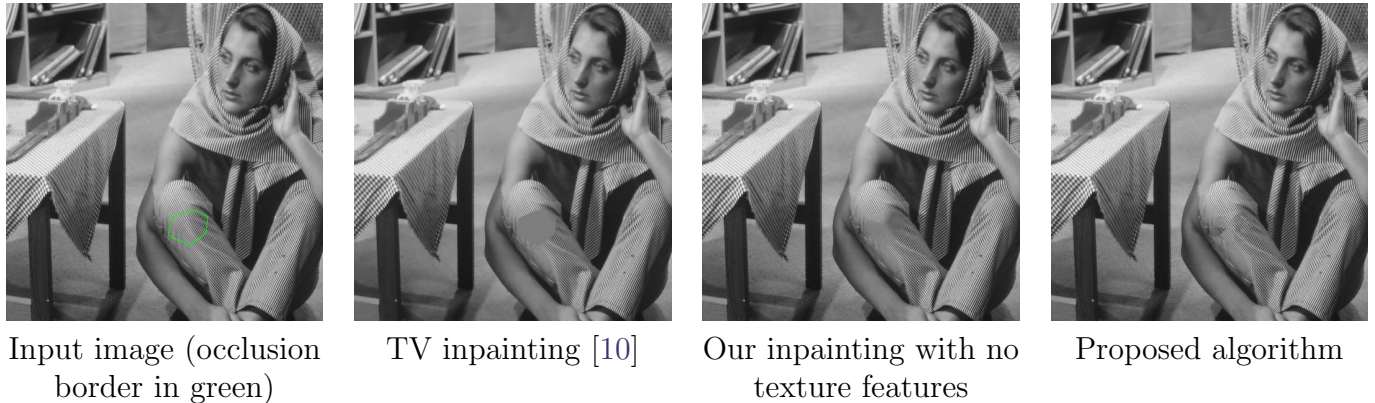 Input image (occlusion
border in green)
TV inpainting [10]
Our inpainting with no
texture features
Proposed algorithm